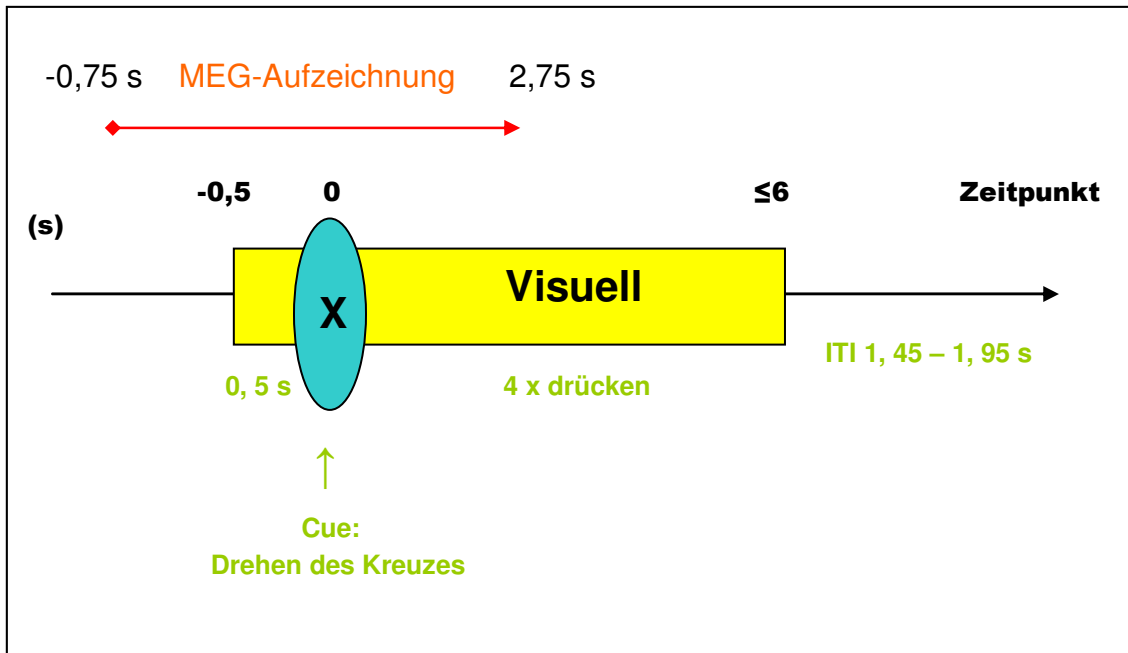 -0,75 s MEG-Aufzeichnung 2,75 s
-0,5 0 ≤6 Zeitpunkt
(s)
Visuell
X
ITI 1, 45 – 1, 95 s
0, 5 s 4 x drücken
↑
Cue:
Drehen des Kreuzes